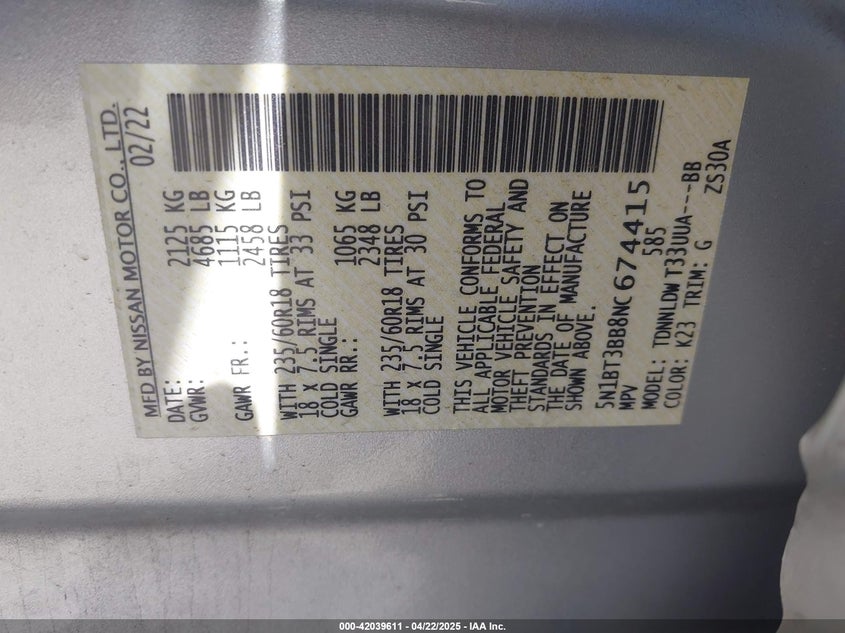 MFD BY NISSAN MOTOR CO., LTD.
DATE: 02/22
GVWR: 2125 KG
4685 LB
GAWR FR.: 1115 KG
2458 LB
WITH 235/60R18 TIRES
18 X 7.5 RIMS AT 33 PSI
COLD SINGLE
GAWR RR.: 1065 KG
2348 LB
WITH 235/60R18 TIRES
18 X 7.5 RIMS AT 30 PSI
COLD SINGLE
THIS VEHICLE CONFORMS TO
ALL APPLICABLE FEDERAL
MOTOR VEHICLE SAFETY AND
THEFT PREVENTION
STANDARDS IN EFFECT ON
THE DATE OF MANUFACTURE
SHOWN ABOVE.
5N1BT3BB8NC674415
MPV 585
MODEL: TDNNLDWT33UUA---BB
COLOR: K23 TRIM: G ZS30A
000-42039611 - 04/22/2025 - IAA Inc.